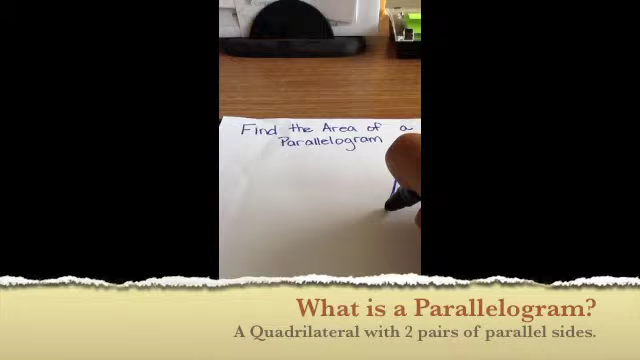 Find the Area of a
Parallelogram
What is a Parallelogram?
A Quadrilateral with 2 pairs of parallel sides.